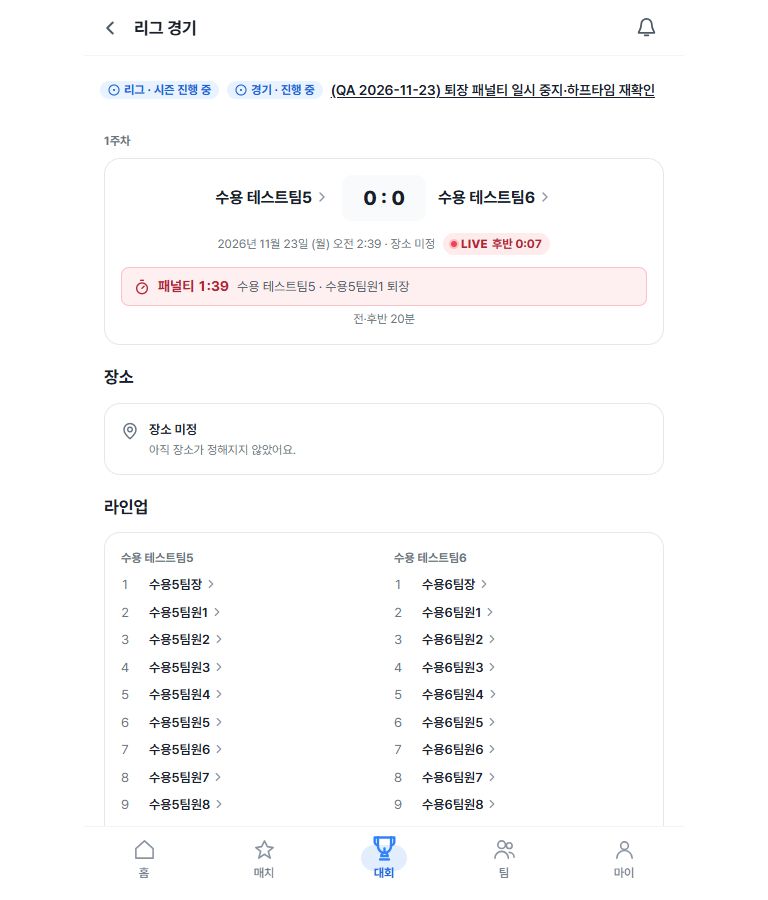 리그 경기
리그 · 시즌 진행 중 경기 · 진행 중 (QA 2026-11-23) 퇴장 패널티 일시 중지·하프타임 재확인
1주차
수용 테스트팀5 0 : 0 수용 테스트팀6
2026년 11월 23일 (월) 오전 2:39 · 장소 미정 LIVE 후반 0:07
패널티 1:39 수용 테스트팀5 · 수용5팀원1 퇴장
전·후반 20분
장소
장소 미정
아직 장소가 정해지지 않았어요.
라인업
수용 테스트팀5 수용 테스트팀6
1 수용5팀장 1 수용6팀장
2 수용5팀원1 2 수용6팀원1
3 수용5팀원2 3 수용6팀원2
4 수용5팀원3 4 수용6팀원3
5 수용5팀원4 5 수용6팀원4
6 수용5팀원5 6 수용6팀원5
7 수용5팀원6 7 수용6팀원6
8 수용5팀원7 8 수용6팀원7
9 수용5팀원8 9 수용6팀원8
홈 매치 대회 팀 마이